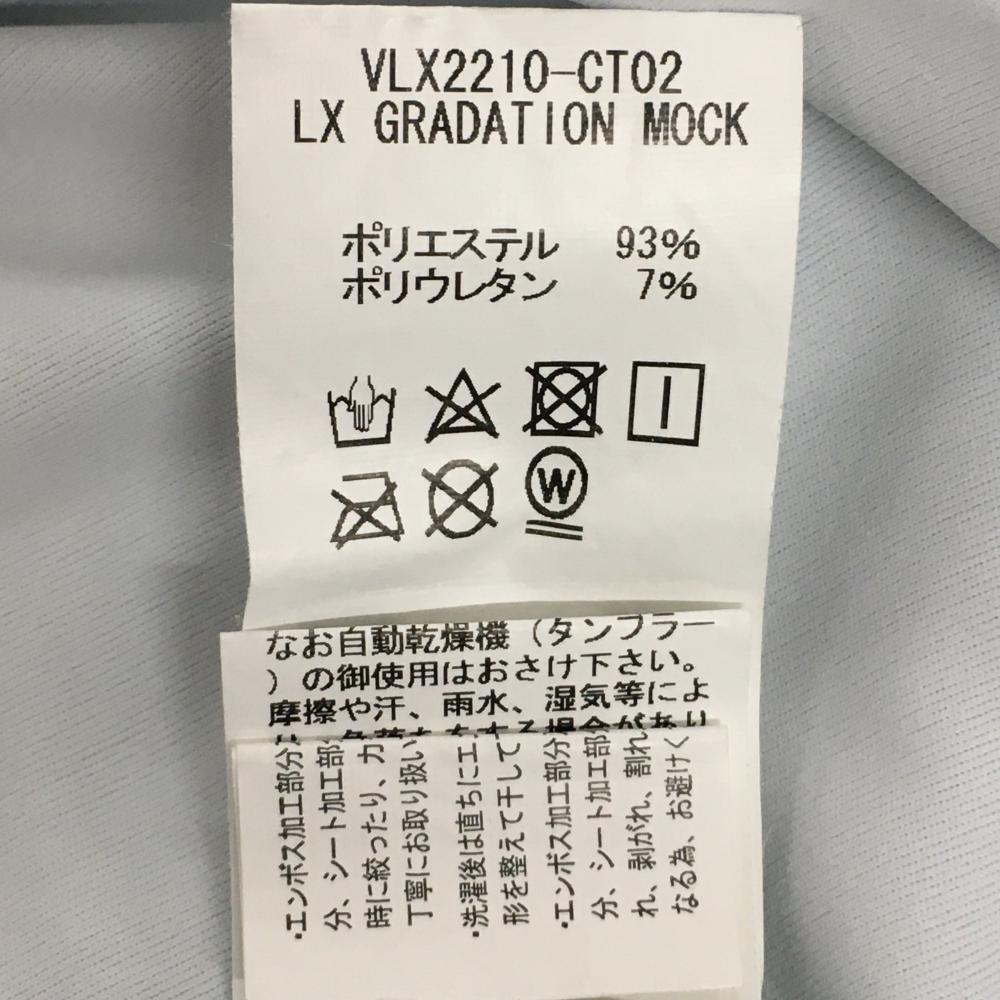 VLX2210-CT02
LX GRADATION MOCK
ポリエステル 93%
ポリウレタン 7%
W
なお自動乾燥機（タンブラー
）の御使用はおさけ下さい。
摩擦や汗、雨水、湿気等によ
・エンボス加工部分
分、シート加工部
時に絞ったり、力
丁寧にお取り扱い
・洗濯後は直ちにエ
形を整えて干して
・エンボス加工部分
分、シート加工部
れ、剥がれ、割れ
なる為、お避けく